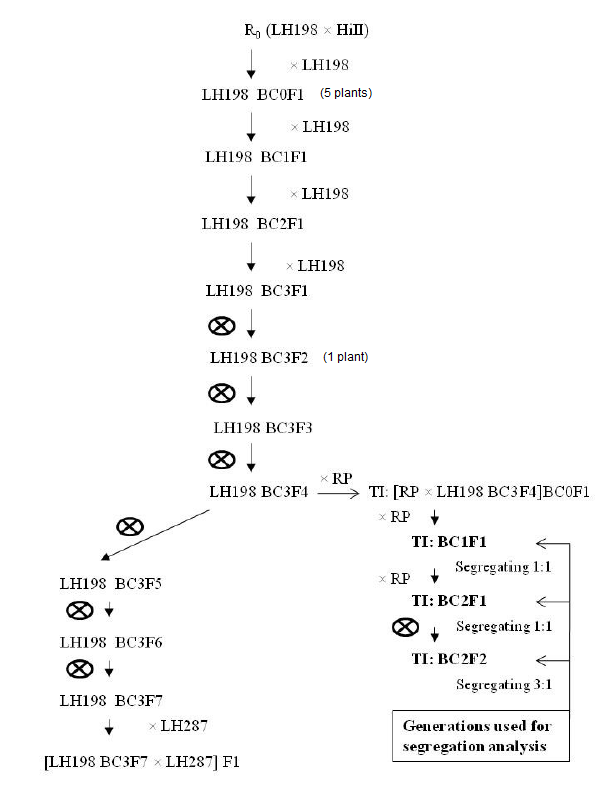 R₀ (LH198 × HiII)
× LH198
LH198 BC0F1 (5 plants)
× LH198
LH198 BC1F1
× LH198
LH198 BC2F1
× LH198
LH198 BC3F1
LH198 BC3F2 (1 plant)
LH198 BC3F3
LH198 BC3F4 × RP TI: [RP × LH198 BC3F4]BC0F1
× RP
TI: BC1F1
Segregating 1:1
× RP
TI: BC2F1
Segregating 1:1
TI: BC2F2
Segregating 3:1
Generations used for
segregation analysis
LH198 BC3F5
LH198 BC3F6
LH198 BC3F7
× LH287
[LH198 BC3F7 × LH287] F1